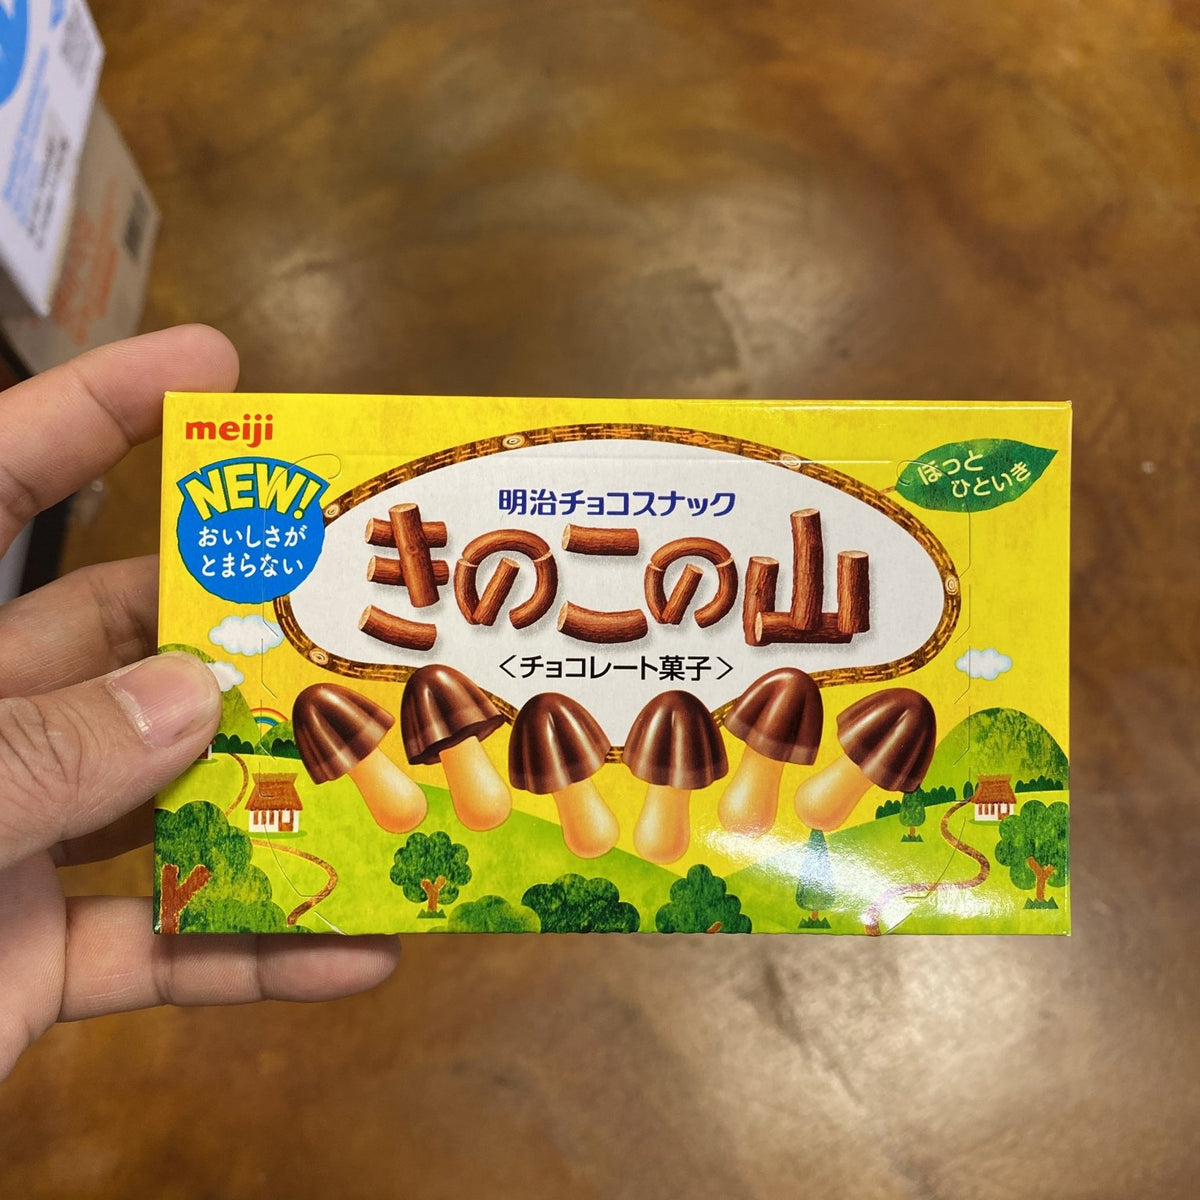 meiji
NEW!
おいしさが
とまらない
明治チョコスナック
きのこの山
<チョコレート菓子>
ほっと
ひといき